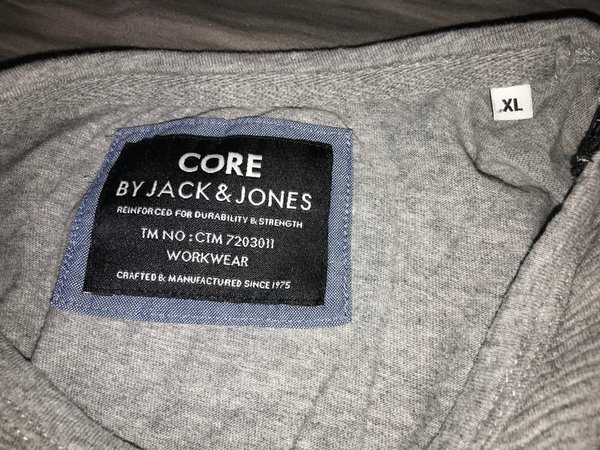 CORE
BY JACK & JONES
REINFORCED FOR DURABILITY & STRENGTH
TM NO : CTM 7203011
WORKWEAR
CRAFTED & MANUFACTURED SINCE 1975
XL